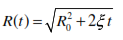 R(t) = √(R₀² + 2ξt)